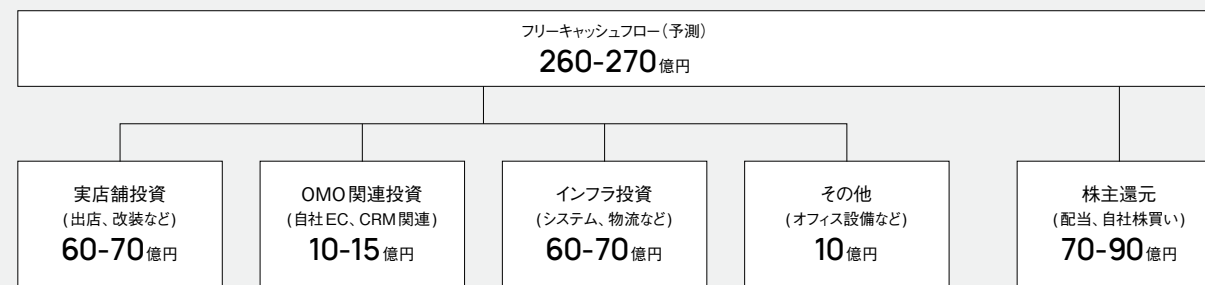 フリーキャッシュフロー(予測)
260-270億円
実店舗投資
(出店、改装など)
60-70億円
OMO関連投資
(自社EC、CRM関連)
10-15億円
インフラ投資
(システム、物流など)
60-70億円
その他
(オフィス設備など)
10億円
株主還元
(配当、自社株買い)
70-90億円